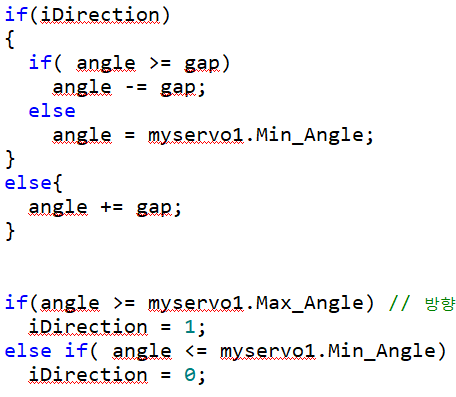 if(iDirection)
{
  if( angle >= gap)
    angle -= gap;
  else
    angle = myservo1.Min_Angle;
}
else{
  angle += gap;
}

if(angle >= myservo1.Max_Angle) // 방향
  iDirection = 1;
else if( angle <= myservo1.Min_Angle)
  iDirection = 0;